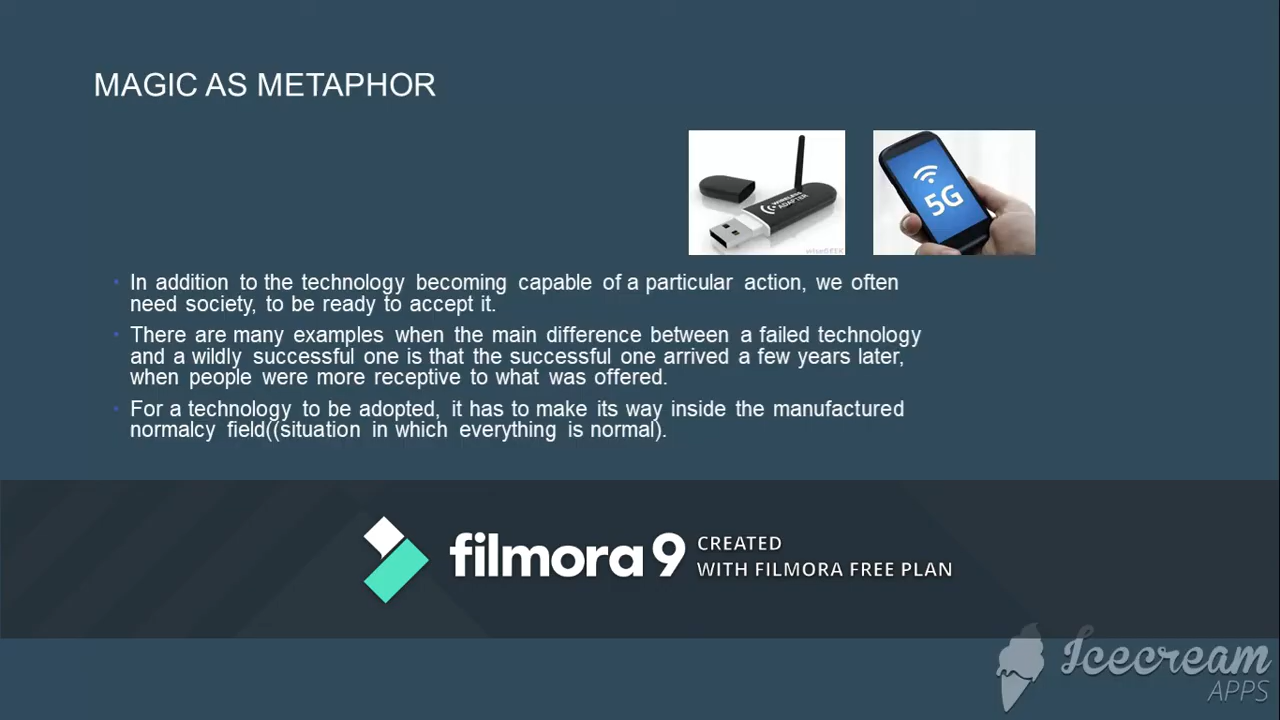 MAGIC AS METAPHOR
WIRELESS
ADAPTER
wiseGEEK
5G
In addition to the technology becoming capable of a particular action, we often
need society, to be ready to accept it.
There are many examples when the main difference between a failed technology
and a wildly successful one is that the successful one arrived a few years later,
when people were more receptive to what was offered.
For a technology to be adopted, it has to make its way inside the manufactured
normalcy field((situation in which everything is normal).
filmora 9 CREATED
WITH FILMORA FREE PLAN
Icecream
APPS